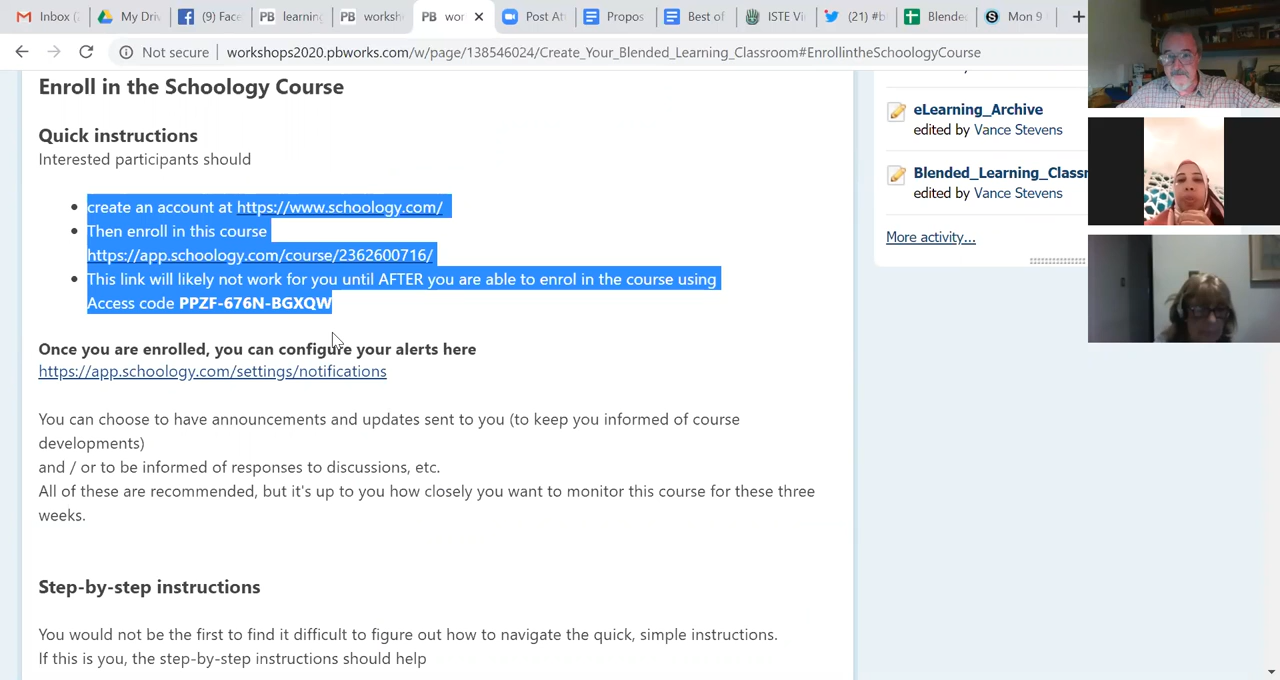 Inbox (
My Driv
(9) Face
learning
worksh
wor
Post At
Propos
Best of
ISTE Vi
(21) #b
Blende
Mon 9
Not secure
workshops2020.pbworks.com/w/page/138546024/Create_Your_Blended_Learning_Classroom#EnrollintheSchoologyCourse
Enroll in the Schoology Course
Quick instructions
Interested participants should
create an account at https://www.schoology.com/
Then enroll in this course
https://app.schoology.com/course/2362600716/
This link will likely not work for you until AFTER you are able to enrol in the course using
Access code PPZF-676N-BGXQW
Once you are enrolled, you can configure your alerts here
https://app.schoology.com/settings/notifications
You can choose to have announcements and updates sent to you (to keep you informed of course
developments)
and / or to be informed of responses to discussions, etc.
All of these are recommended, but it's up to you how closely you want to monitor this course for these three
weeks.
Step-by-step instructions
You would not be the first to find it difficult to figure out how to navigate the quick, simple instructions.
If this is you, the step-by-step instructions should help
eLearning_Archive
edited by Vance Stevens
Blended_Learning_Classr
edited by Vance Stevens
More activity...